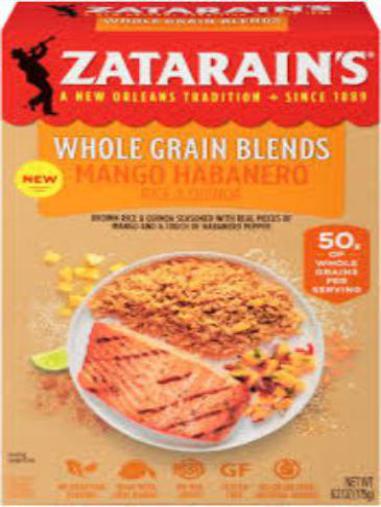 ZATARAIN'S
WHOLE GRAIN BLENDS
ZATARAIN'S®
A NEW ORLEANS TRADITION + SINCE 1889
WHOLE GRAIN BLENDS
NEW
MANGO HABANERO
RICE & QUINOA
BROWN RICE & QUINOA SEASONED WITH REAL PIECES OF
MANGO AND A TOUCH OF HABANERO PEPPER
50g
OF
WHOLE
GRAINS
PER
SERVING
GF
NET WT